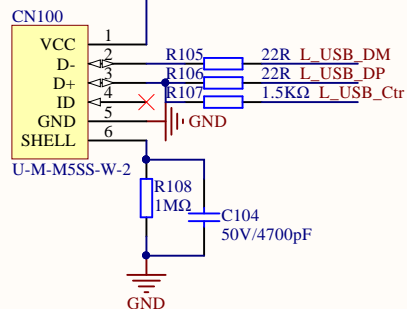 CN100
VCC 1
D- 2 R105 22R L_USB_DM
D+ 3 R106 22R L_USB_DP
ID 4 R107 1.5KΩ L_USB_Ctr
GND 5 GND
SHELL 6
U-M-M5SS-W-2
R108
1MΩ
C104
50V/4700pF
GND